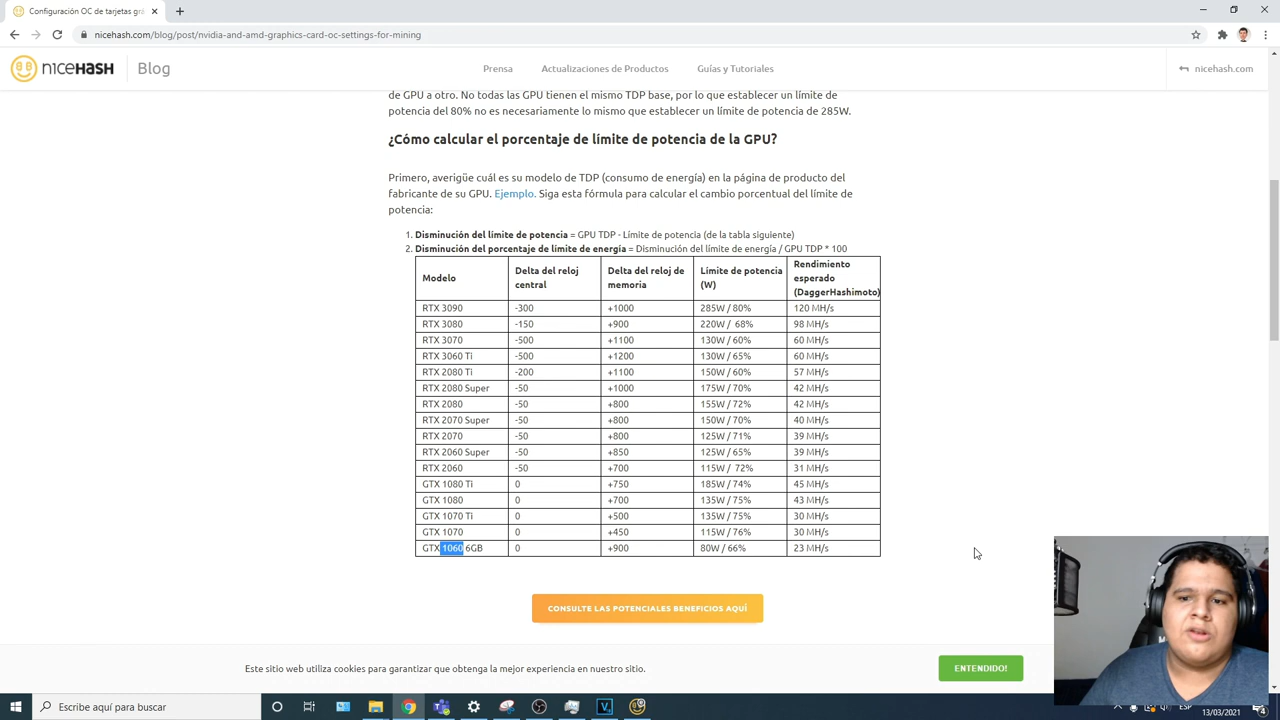 Configuración OC de tarjetas grá
nicehash.com/blog/post/nvidia-and-amd-graphics-card-oc-settings-for-mining
nicehash Blog Prensa Actualizaciones de Productos Guías y Tutoriales nicehash.com
de GPU a otro. No todas las GPU tienen el mismo TDP base, por lo que establecer un límite de
potencia del 80% no es necesariamente lo mismo que establecer un límite de potencia de 285W.
¿Cómo calcular el porcentaje de límite de potencia de la GPU?
Primero, averigüe cuál es su modelo de TDP (consumo de energía) en la página de producto del
fabricante de su GPU. Ejemplo. Siga esta fórmula para calcular el cambio porcentual del límite de
potencia:
1. Disminución del límite de potencia = GPU TDP - Límite de potencia (de la tabla siguiente)
2. Disminución del porcentaje de límite de energía = Disminución del límite de energía / GPU TDP * 100
Modelo Delta del reloj central Delta del reloj de memoria Límite de potencia (W) Rendimiento esperado (DaggerHashimoto)
RTX 3090 -300 +1000 285W / 80% 120 MH/s
RTX 3080 -150 +900 220W / 68% 98 MH/s
RTX 3070 -500 +1100 130W / 60% 60 MH/s
RTX 3060 Ti -500 +1200 130W / 65% 60 MH/s
RTX 2080 Ti -200 +1100 150W / 60% 57 MH/s
RTX 2080 Super -50 +1000 175W / 70% 42 MH/s
RTX 2080 -50 +800 155W / 72% 42 MH/s
RTX 2070 Super -50 +800 150W / 70% 40 MH/s
RTX 2070 -50 +800 125W / 71% 39 MH/s
RTX 2060 Super -50 +850 125W / 65% 39 MH/s
RTX 2060 -50 +700 115W / 72% 31 MH/s
GTX 1080 Ti 0 +750 185W / 74% 45 MH/s
GTX 1080 0 +700 135W / 75% 43 MH/s
GTX 1070 Ti 0 +500 135W / 75% 30 MH/s
GTX 1070 0 +450 115W / 76% 30 MH/s
GTX 1060 6GB 0 +900 80W / 66% 23 MH/s
CONSULTE LAS POTENCIALES BENEFICIOS AQUÍ
Este sitio web utiliza cookies para garantizar que obtenga la mejor experiencia en nuestro sitio. ENTENDIDO!
Escribe aquí para buscar
13/03/2021